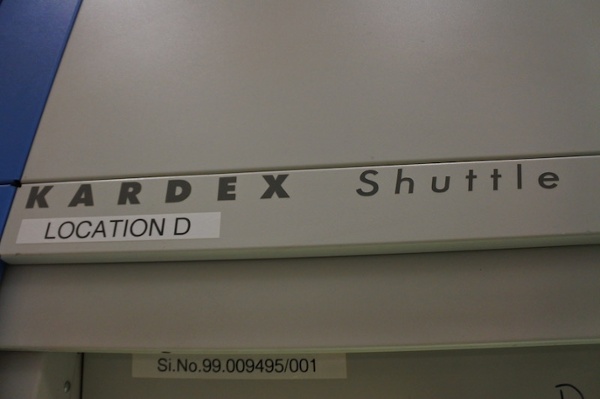 KARDEX Shuttle
LOCATION D
Si.No.99.009495/001
D